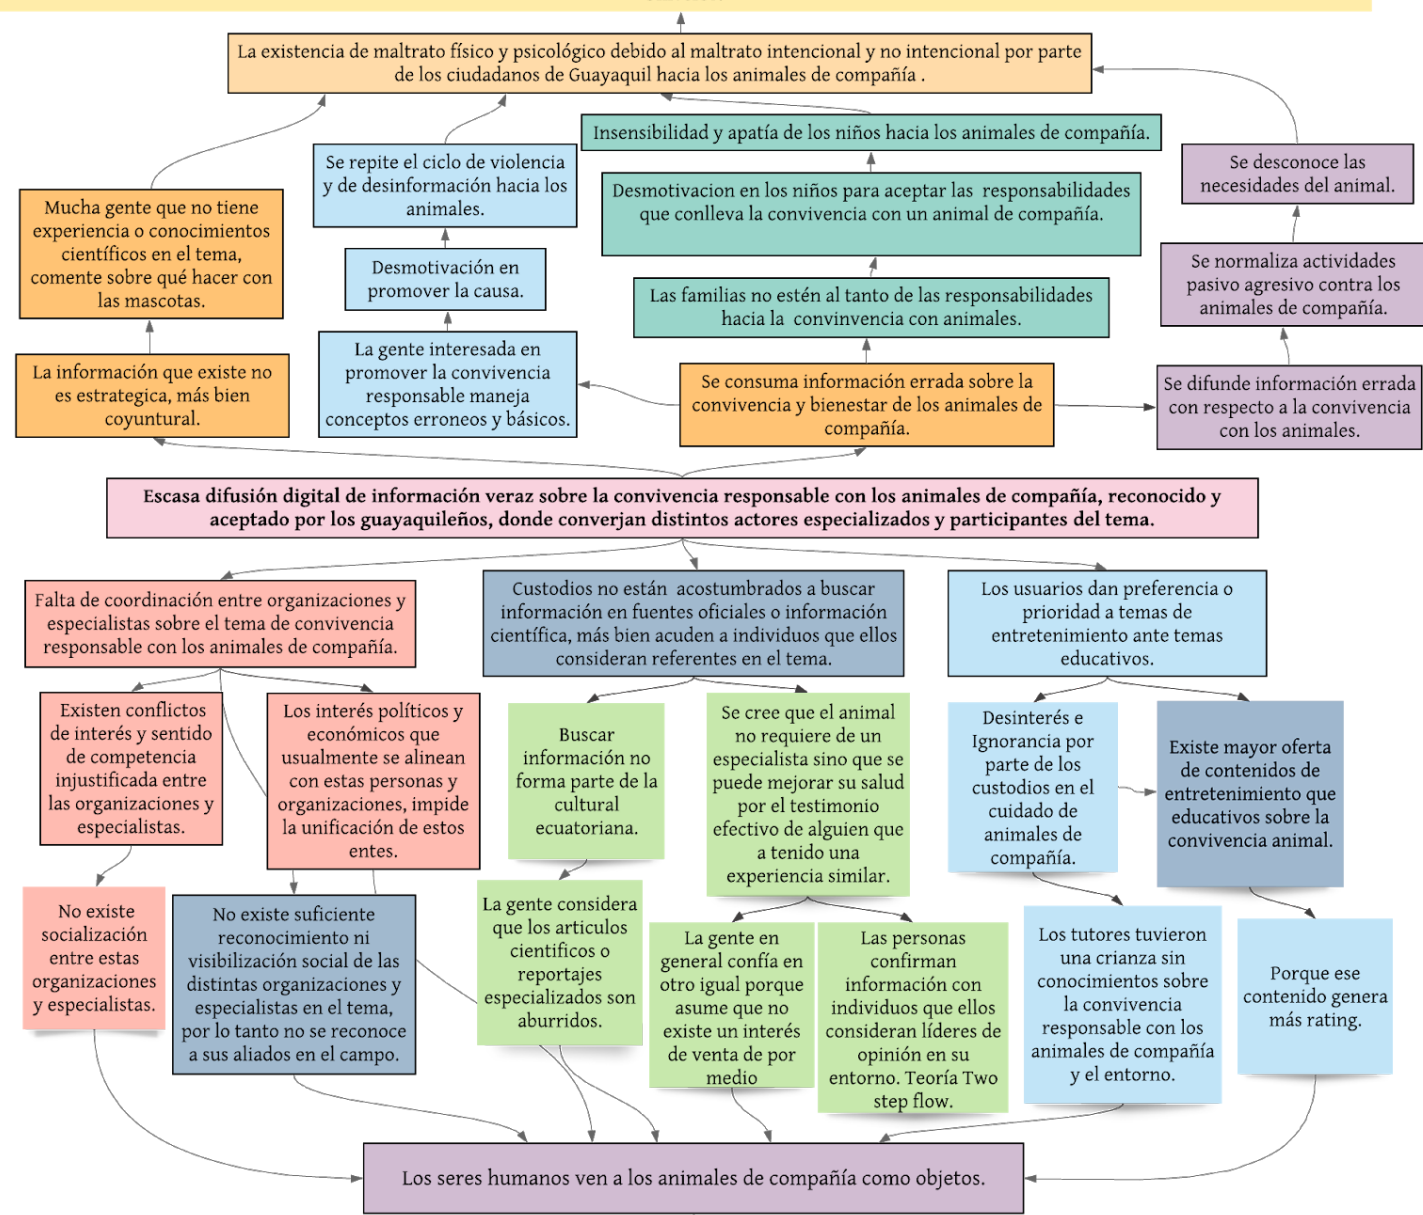 La existencia de maltrato físico y psicológico debido al maltrato intencional y no intencional por parte
de los ciudadanos de Guayaquil hacia los animales de compañía .
Insensibilidad y apatía de los niños hacia los animales de compañía.
Se repite el ciclo de violencia
y de desinformación hacia los
animales.
Se desconoce las
necesidades del animal.
Mucha gente que no tiene
experiencia o conocimientos
científicos en el tema,
comente sobre qué hacer con
las mascotas.
Desmotivacion en los niños para aceptar las responsabilidades
que conlleva la convivencia con un animal de compañía.
Desmotivación en
promover la causa.
Se normaliza actividades
pasivo agresivo contra los
animales de compañía.
Las familias no estén al tanto de las responsabilidades
hacia la convinvencia con animales.
La información que existe no
es estrategica, más bien
coyuntural.
La gente interesada en
promover la convivencia
responsable maneja
conceptos erroneos y básicos.
Se consuma información errada sobre la
convivencia y bienestar de los animales de
compañía.
Se difunde información errada
con respecto a la convivencia
con los animales.
Escasa difusión digital de información veraz sobre la convivencia responsable con los animales de compañía, reconocido y
aceptado por los guayaquileños, donde converjan distintos actores especializados y participantes del tema.
Falta de coordinación entre organizaciones y
especialistas sobre el tema de convivencia
responsable con los animales de compañía.
Custodios no están acostumbrados a buscar
información en fuentes oficiales o información
científica, más bien acuden a individuos que ellos
consideran referentes en el tema.
Los usuarios dan preferencia o
prioridad a temas de
entretenimiento ante temas
educativos.
Existen conflictos
de interés y sentido
de competencia
injustificada entre
las organizaciones y
especialistas.
Los interés políticos y
económicos que
usualmente se alinean
con estas personas y
organizaciones, impide
la unificación de estos
entes.
Buscar
información no
forma parte de la
cultural
ecuatoriana.
Se cree que el animal
no requiere de un
especialista sino que se
puede mejorar su salud
por el testimonio
efectivo de alguien que
a tenido una
experiencia similar.
Desinterés e
Ignorancia por
parte de los
custodios en el
cuidado de
animales de
compañía.
Existe mayor oferta
de contenidos de
entretenimiento que
educativos sobre la
convivencia animal.
No existe
socialización
entre estas
organizaciones
y especialistas.
No existe suficiente
reconocimiento ni
visibilización social de las
distintas organizaciones y
especialistas en el tema,
por lo tanto no se reconoce
a sus aliados en el campo.
La gente considera
que los articulos
cientificos o
reportajes
especializados son
aburridos.
La gente en
general confía en
otro igual porque
asume que no
existe un interés
de venta de por
medio
Las personas
confirman
información con
individuos que ellos
consideran líderes de
opinión en su
entorno. Teoría Two
step flow.
Los tutores tuvieron
una crianza sin
conocimientos sobre
la convivencia
responsable con los
animales de compañía
y el entorno.
Porque ese
contenido genera
más rating.
Los seres humanos ven a los animales de compañía como objetos.